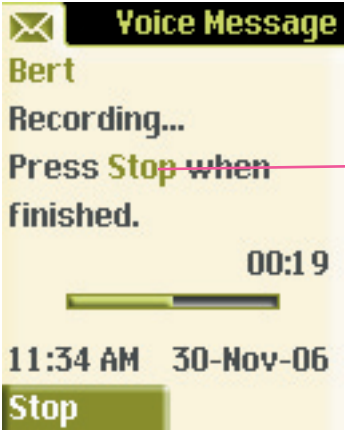 Voice Message
Bert
Recording...
Press Stop when
finished.
00:19
11:34 AM 30-Nov-06
Stop